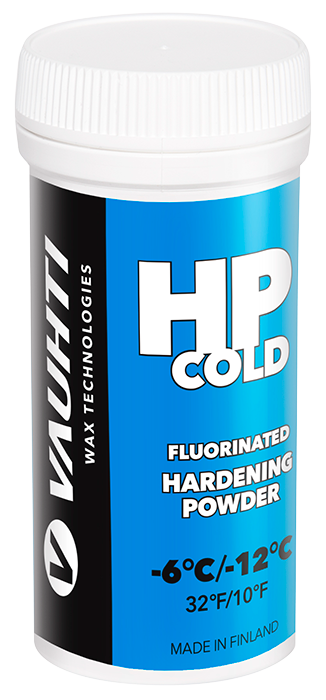 VAUHTI
WAX TECHNOLOGIES
HP
COLD
FLUORINATED
HARDENING
POWDER
-6°C/-12°C
32°F/10°F
MADE IN FINLAND